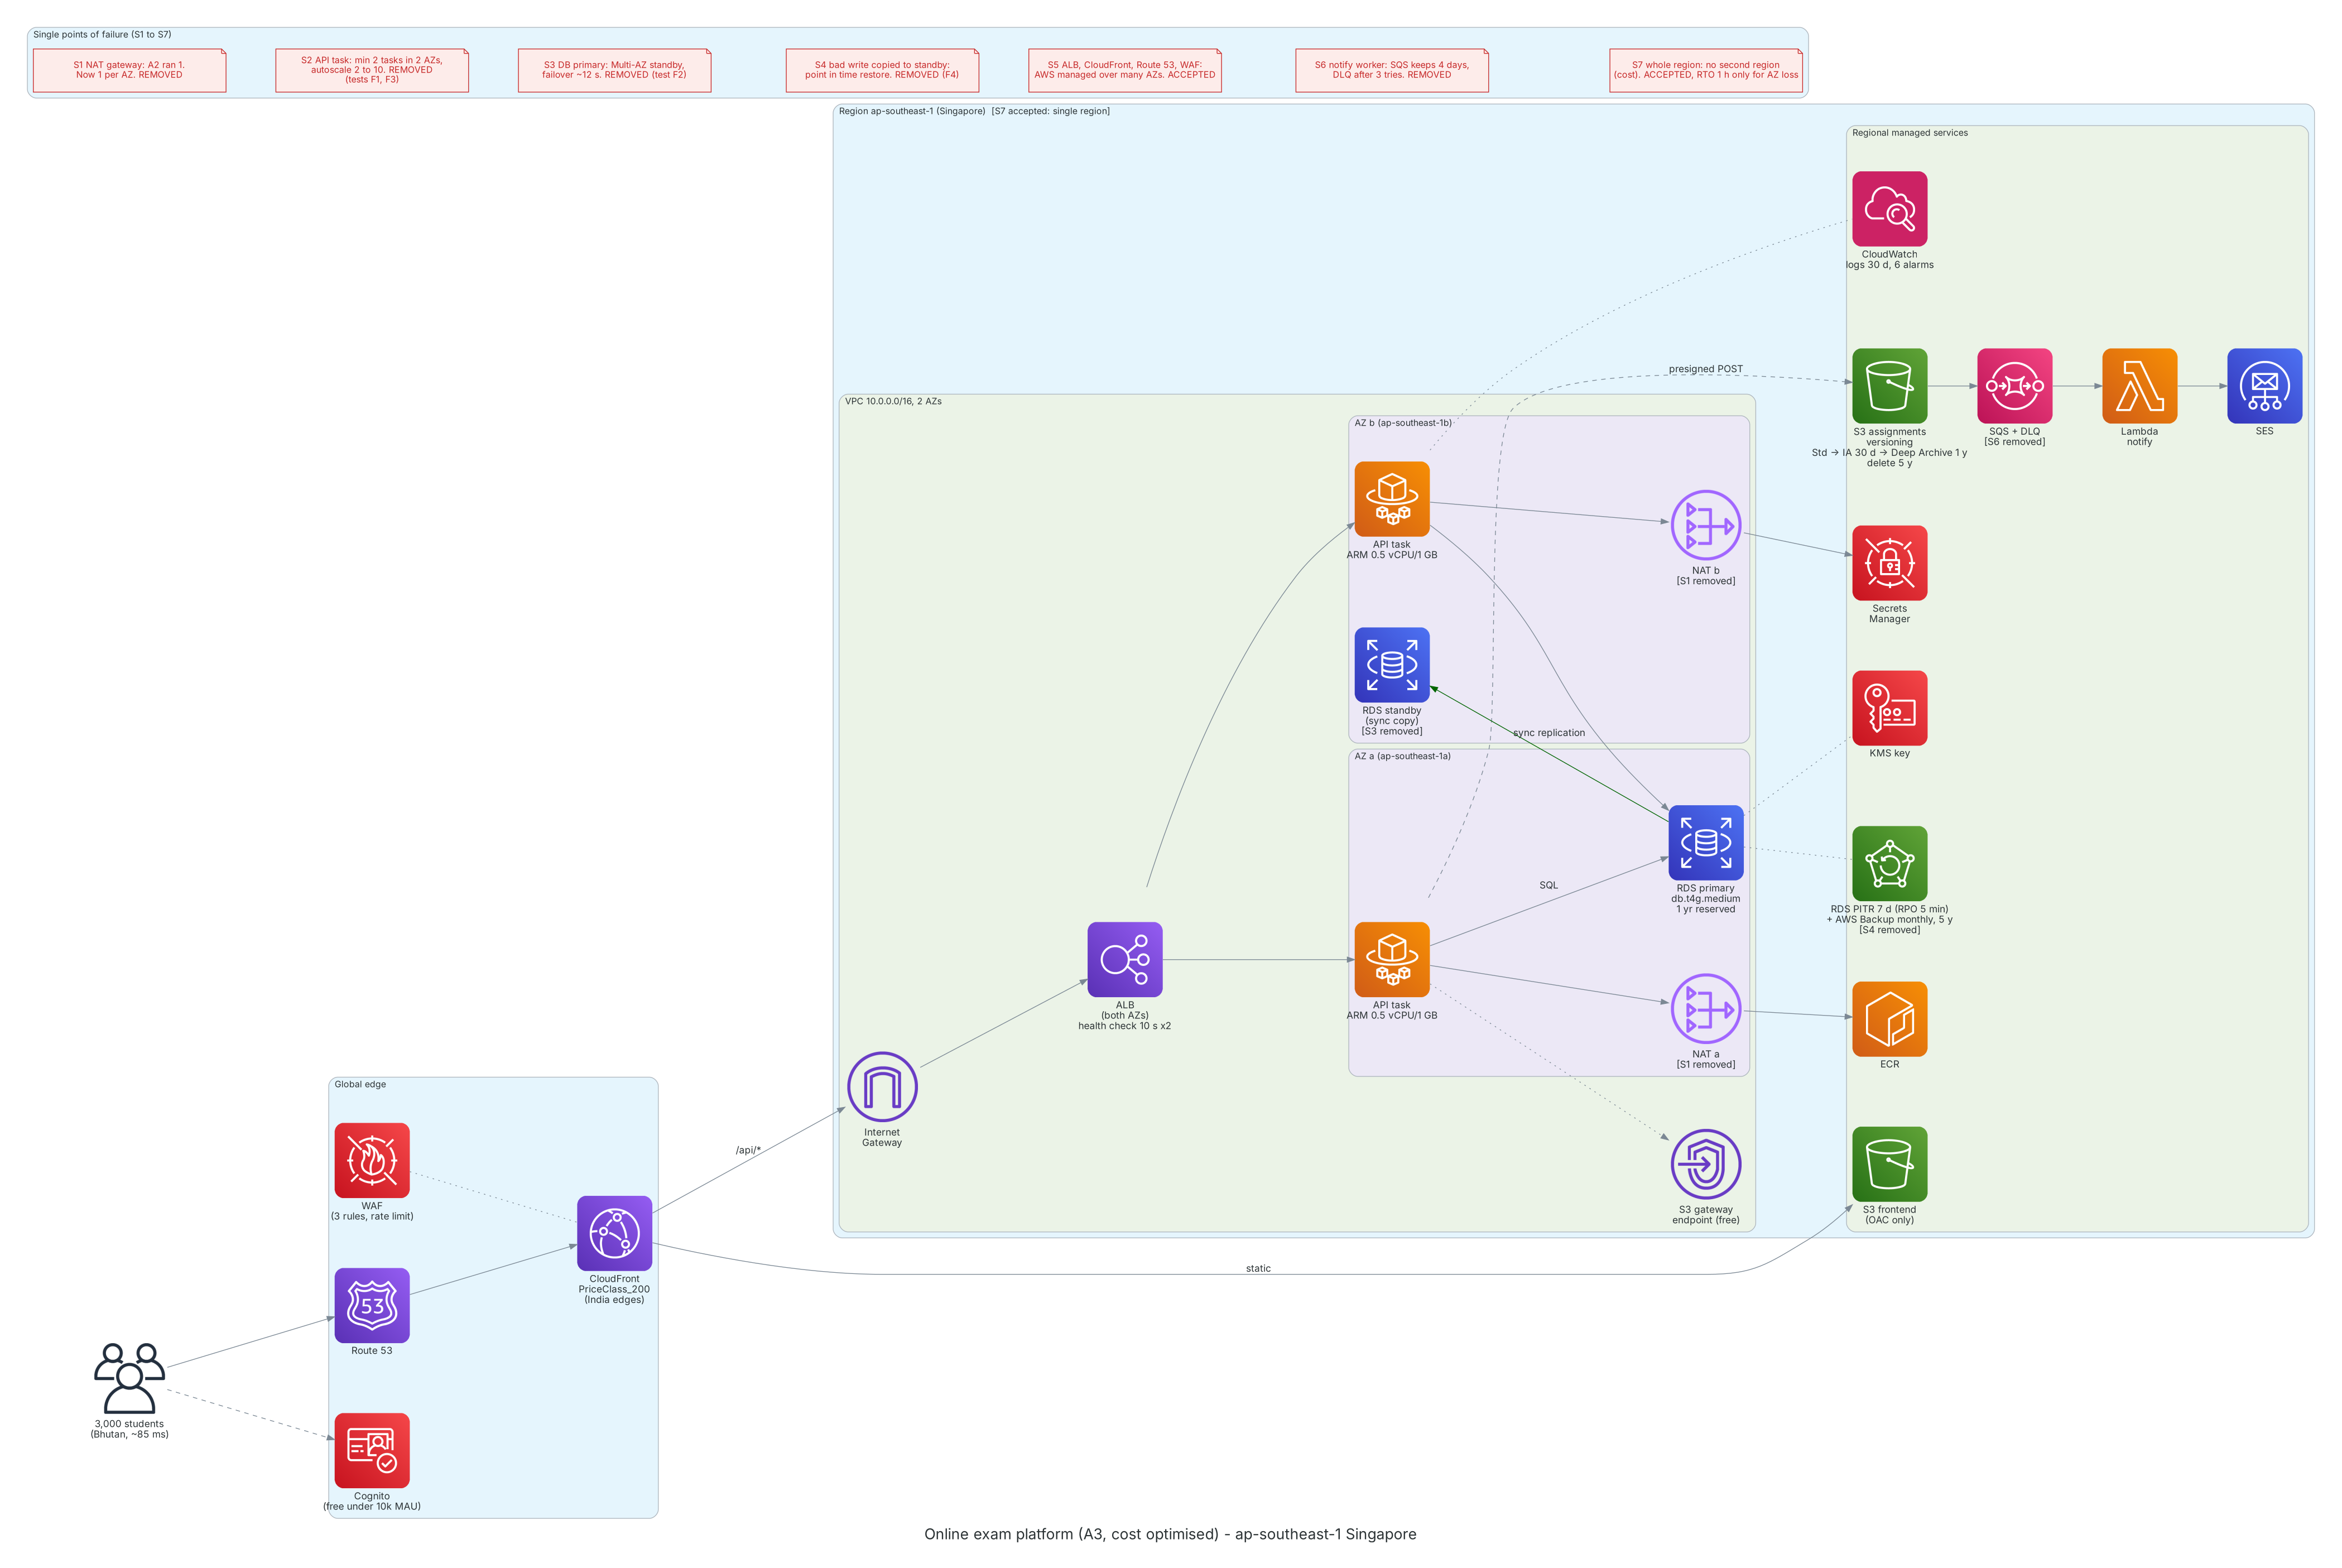 Single points of failure (S1 to S7)
S1 NAT gateway: A2 ran 1.
Now 1 per AZ. REMOVED
S2 API task: min 2 tasks in 2 AZs,
autoscale 2 to 10. REMOVED
(tests F1, F3)
S3 DB primary: Multi-AZ standby,
failover ~12 s. REMOVED (test F2)
S4 bad write copied to standby:
point in time restore. REMOVED (F4)
S5 ALB, CloudFront, Route 53, WAF:
AWS managed over many AZs. ACCEPTED
S6 notify worker: SQS keeps 4 days,
DLQ after 3 tries. REMOVED
S7 whole region: no second region
(cost). ACCEPTED, RTO 1 h only for AZ loss
Region ap-southeast-1 (Singapore)  [S7 accepted: single region]
Regional managed services
CloudWatch
logs 30 d, 6 alarms
presigned POST
S3 assignments
versioning
Std → IA 30 d → Deep Archive 1 y
delete 5 y
SQS + DLQ
[S6 removed]
Lambda
notify
SES
VPC 10.0.0.0/16, 2 AZs
AZ b (ap-southeast-1b)
API task
ARM 0.5 vCPU/1 GB
NAT b
[S1 removed]
Secrets
Manager
RDS standby
(sync copy)
[S3 removed]
sync replication
KMS key
AZ a (ap-southeast-1a)
SQL
RDS primary
db.t4g.medium
1 yr reserved
RDS PITR 7 d (RPO 5 min)
+ AWS Backup monthly, 5 y
[S4 removed]
ALB
(both AZs)
health check 10 s x2
API task
ARM 0.5 vCPU/1 GB
NAT a
[S1 removed]
ECR
Internet
Gateway
S3 gateway
endpoint (free)
S3 frontend
(OAC only)
Global edge
WAF
(3 rules, rate limit)
/api/*
CloudFront
PriceClass_200
(India edges)
static
Route 53
53
3,000 students
(Bhutan, ~85 ms)
Cognito
(free under 10k MAU)
Online exam platform (A3, cost optimised) - ap-southeast-1 Singapore